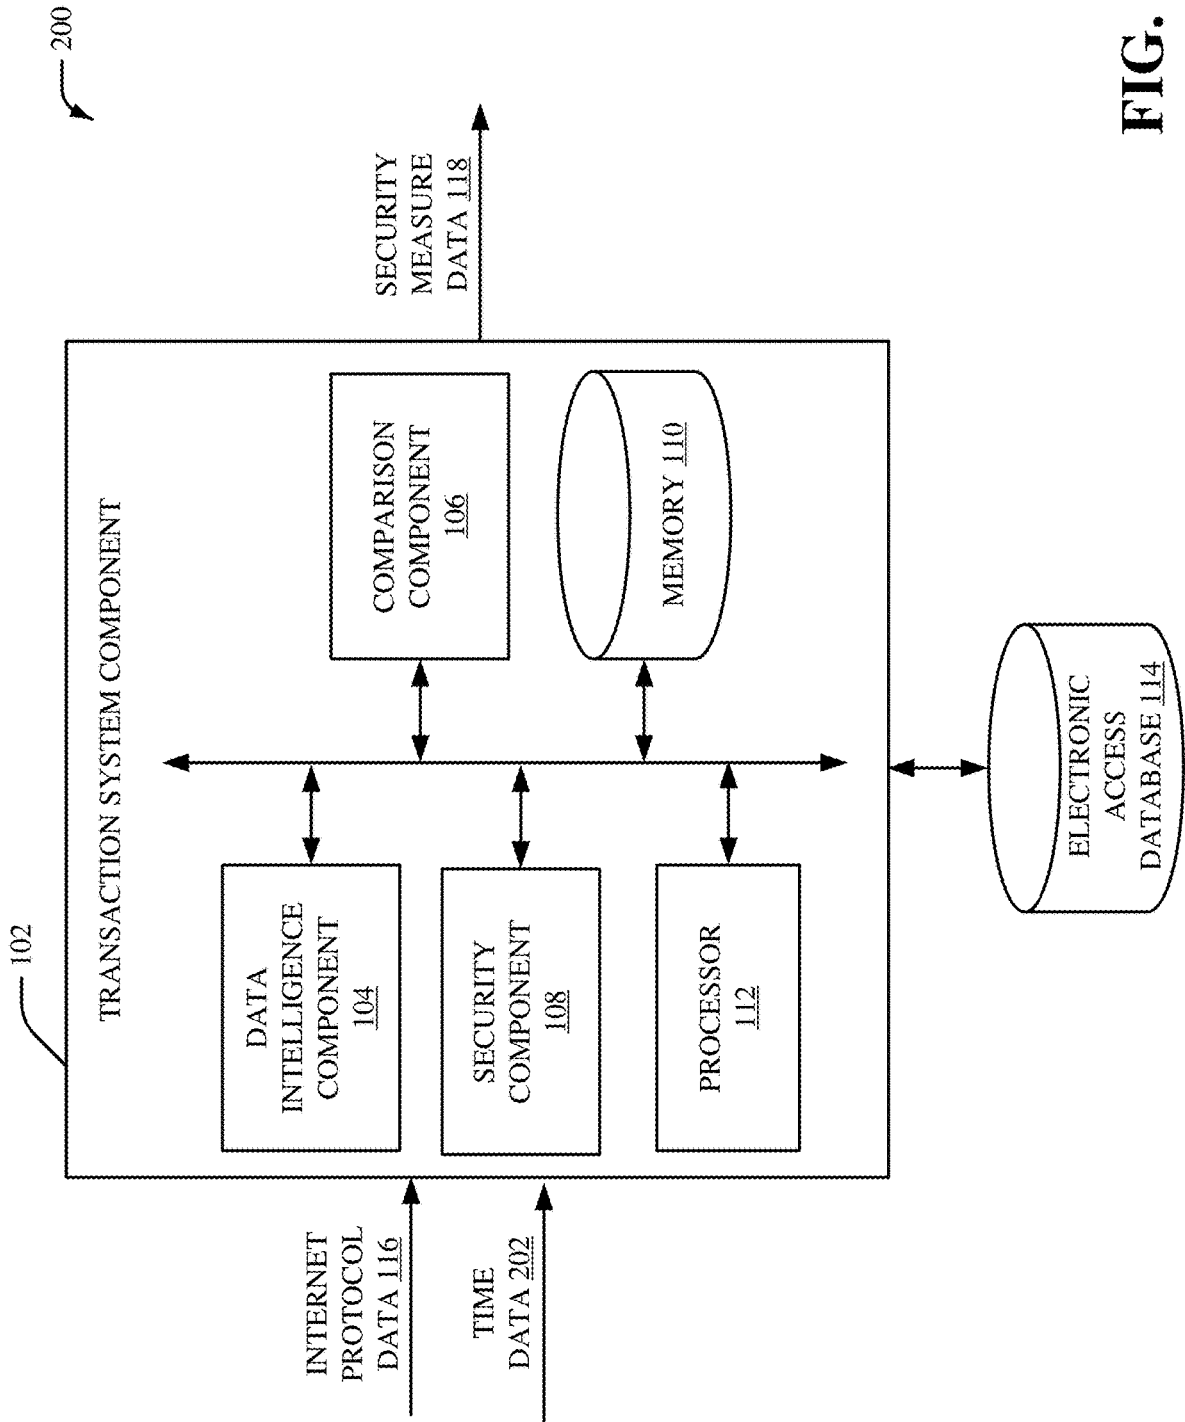 200
102
TRANSACTION SYSTEM COMPONENT
INTERNET
PROTOCOL
DATA 116
TIME
DATA 202
DATA
INTELLIGENCE
COMPONENT
104
SECURITY
COMPONENT
108
PROCESSOR
112
COMPARISON
COMPONENT
106
MEMORY 110
SECURITY
MEASURE
DATA 118
ELECTRONIC
ACCESS
DATABASE 114
FIG.